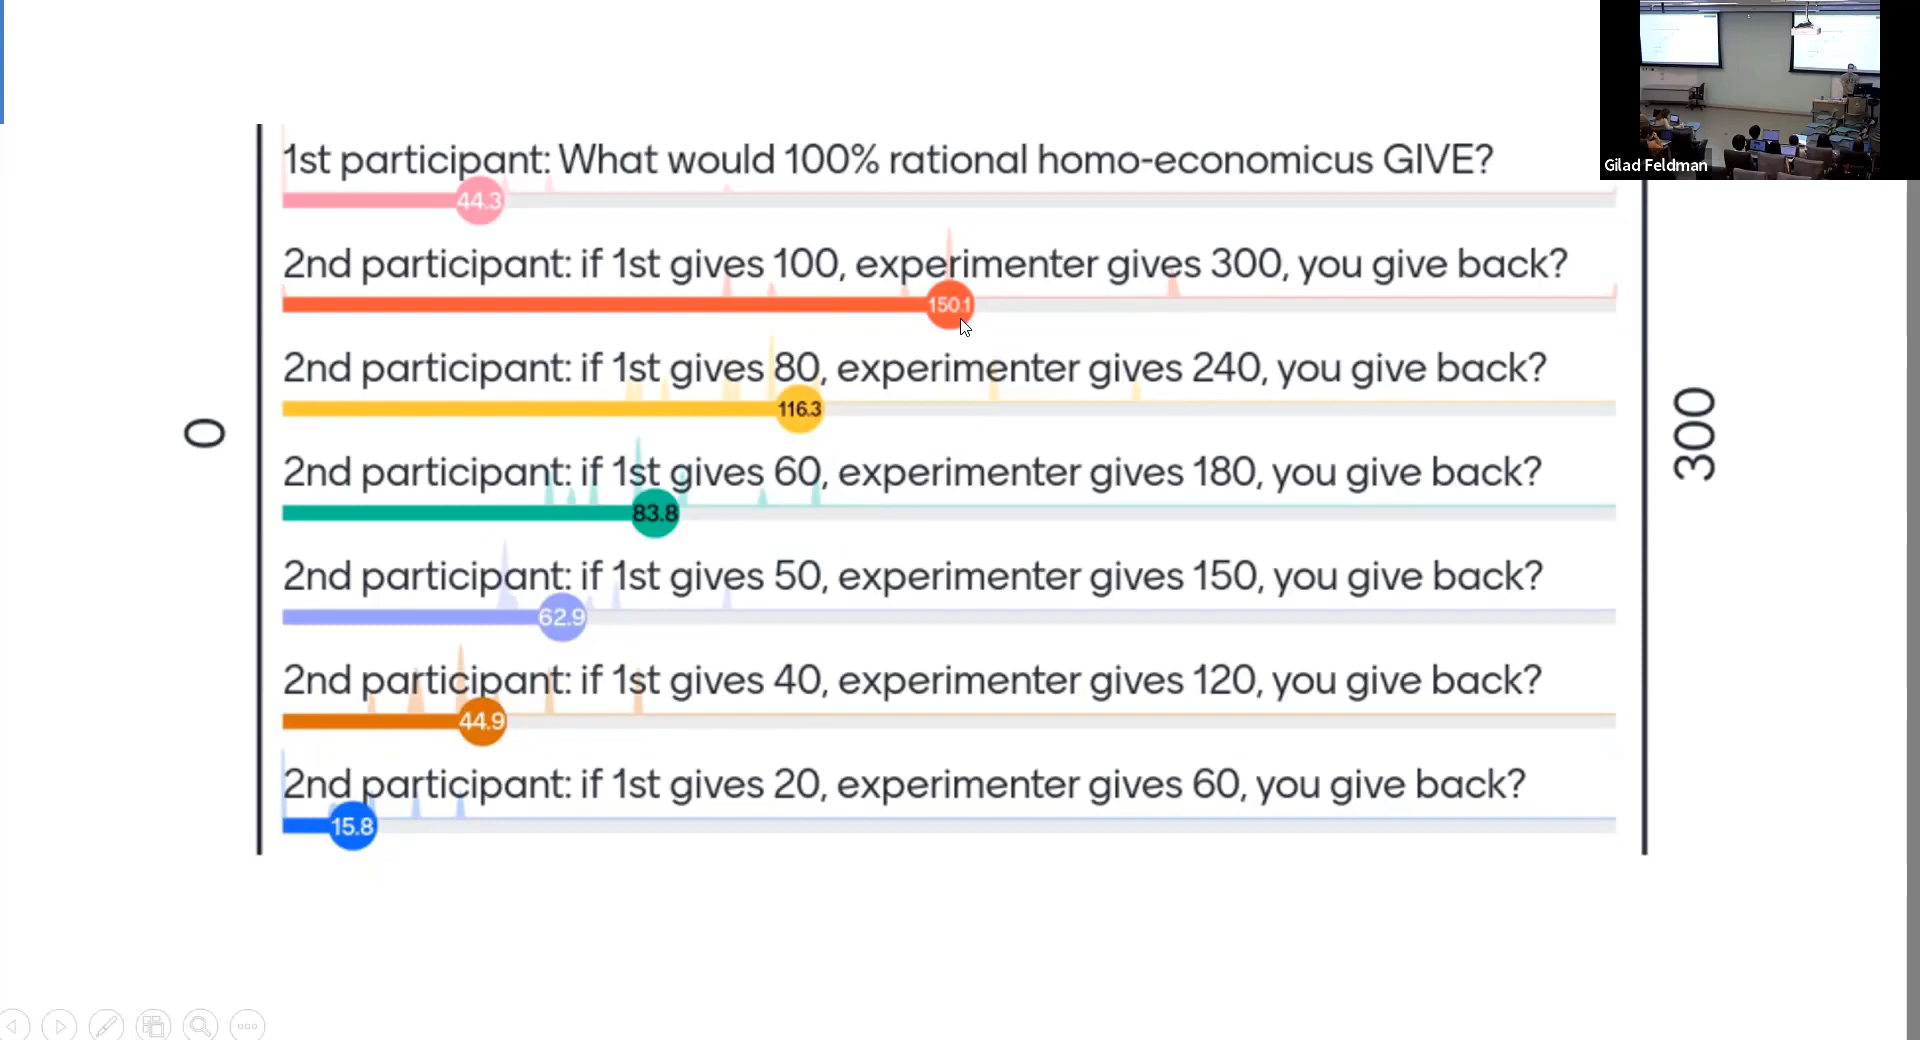 1st participant: What would 100% rational homo-economicus GIVE?
44.3
2nd participant: if 1st gives 100, experimenter gives 300, you give back?
150.1
2nd participant: if 1st gives 80, experimenter gives 240, you give back?
116.3
2nd participant: if 1st gives 60, experimenter gives 180, you give back?
83.8
2nd participant: if 1st gives 50, experimenter gives 150, you give back?
62.9
2nd participant: if 1st gives 40, experimenter gives 120, you give back?
44.9
2nd participant: if 1st gives 20, experimenter gives 60, you give back?
15.8
0
300
Gilad Feldman